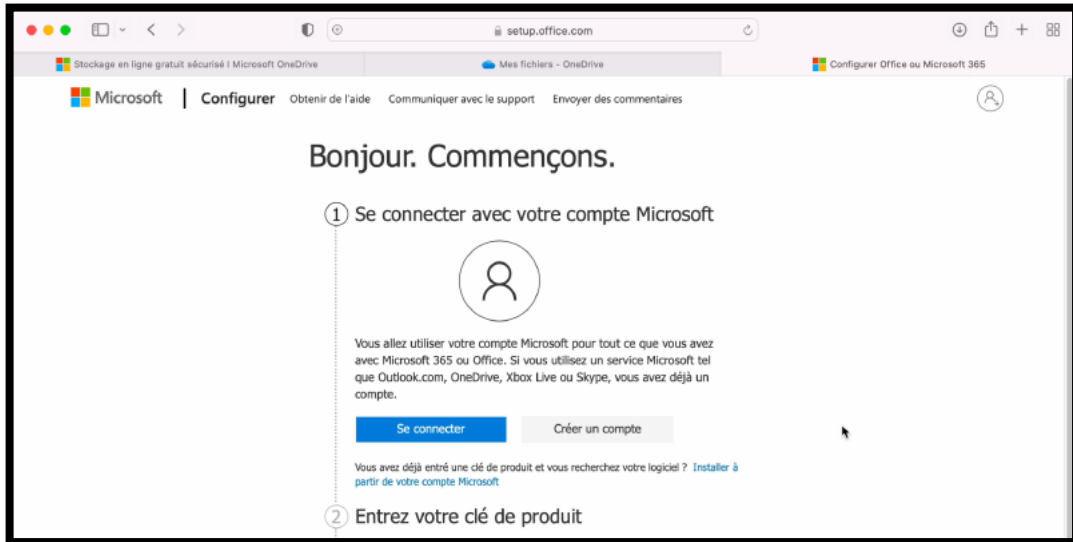 setup.office.com
Stockage en ligne gratuit sécurisé | Microsoft OneDrive
Mes fichiers - OneDrive
Configurer Office ou Microsoft 365
Microsoft | Configurer Obtenir de l'aide Communiquer avec le support Envoyer des commentaires
Bonjour. Commençons.
1 Se connecter avec votre compte Microsoft
Vous allez utiliser votre compte Microsoft pour tout ce que vous avez
avec Microsoft 365 ou Office. Si vous utilisez un service Microsoft tel
que Outlook.com, OneDrive, Xbox Live ou Skype, vous avez déjà un
compte.
Se connecter
Créer un compte
Vous avez déjà entré une clé de produit et vous recherchez votre logiciel ? Installer à
partir de votre compte Microsoft
2 Entrez votre clé de produit